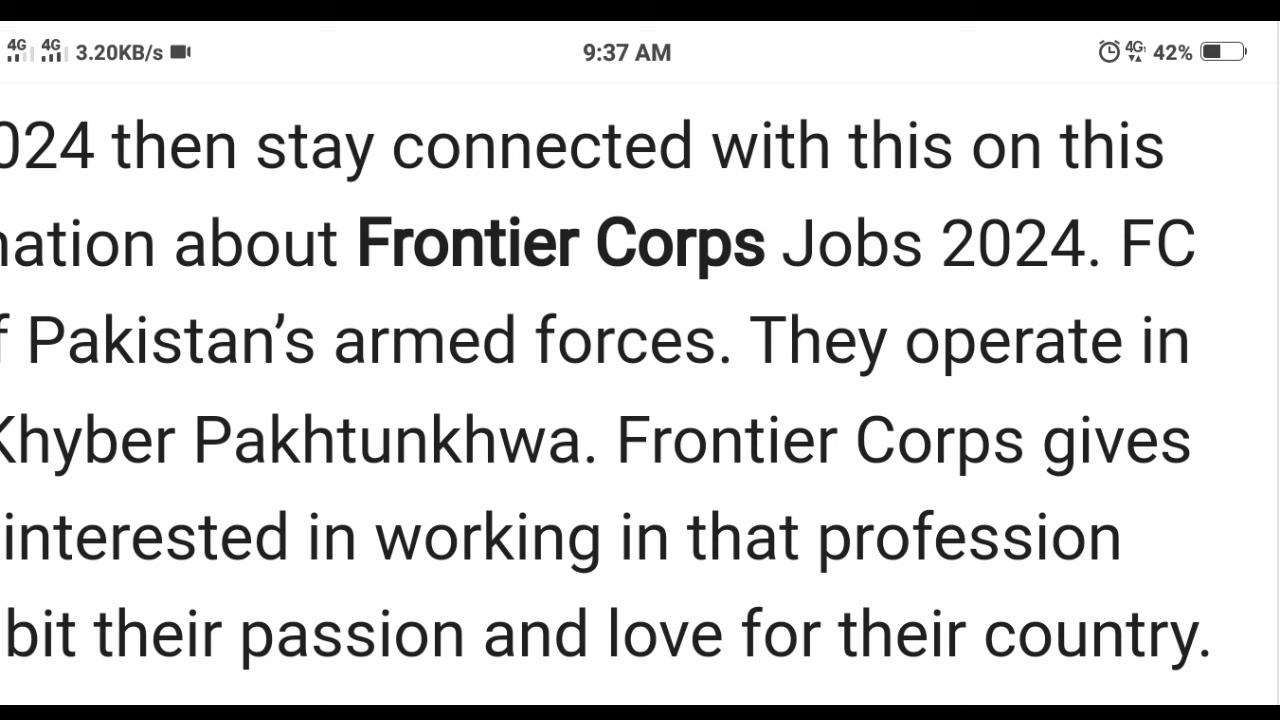 4G 4G 3.20KB/s 9:37 AM 4G 42%
024 then stay connected with this on this
nation about Frontier Corps Jobs 2024. FC
f Pakistan’s armed forces. They operate in
Khyber Pakhtunkhwa. Frontier Corps gives
interested in working in that profession
bit their passion and love for their country.